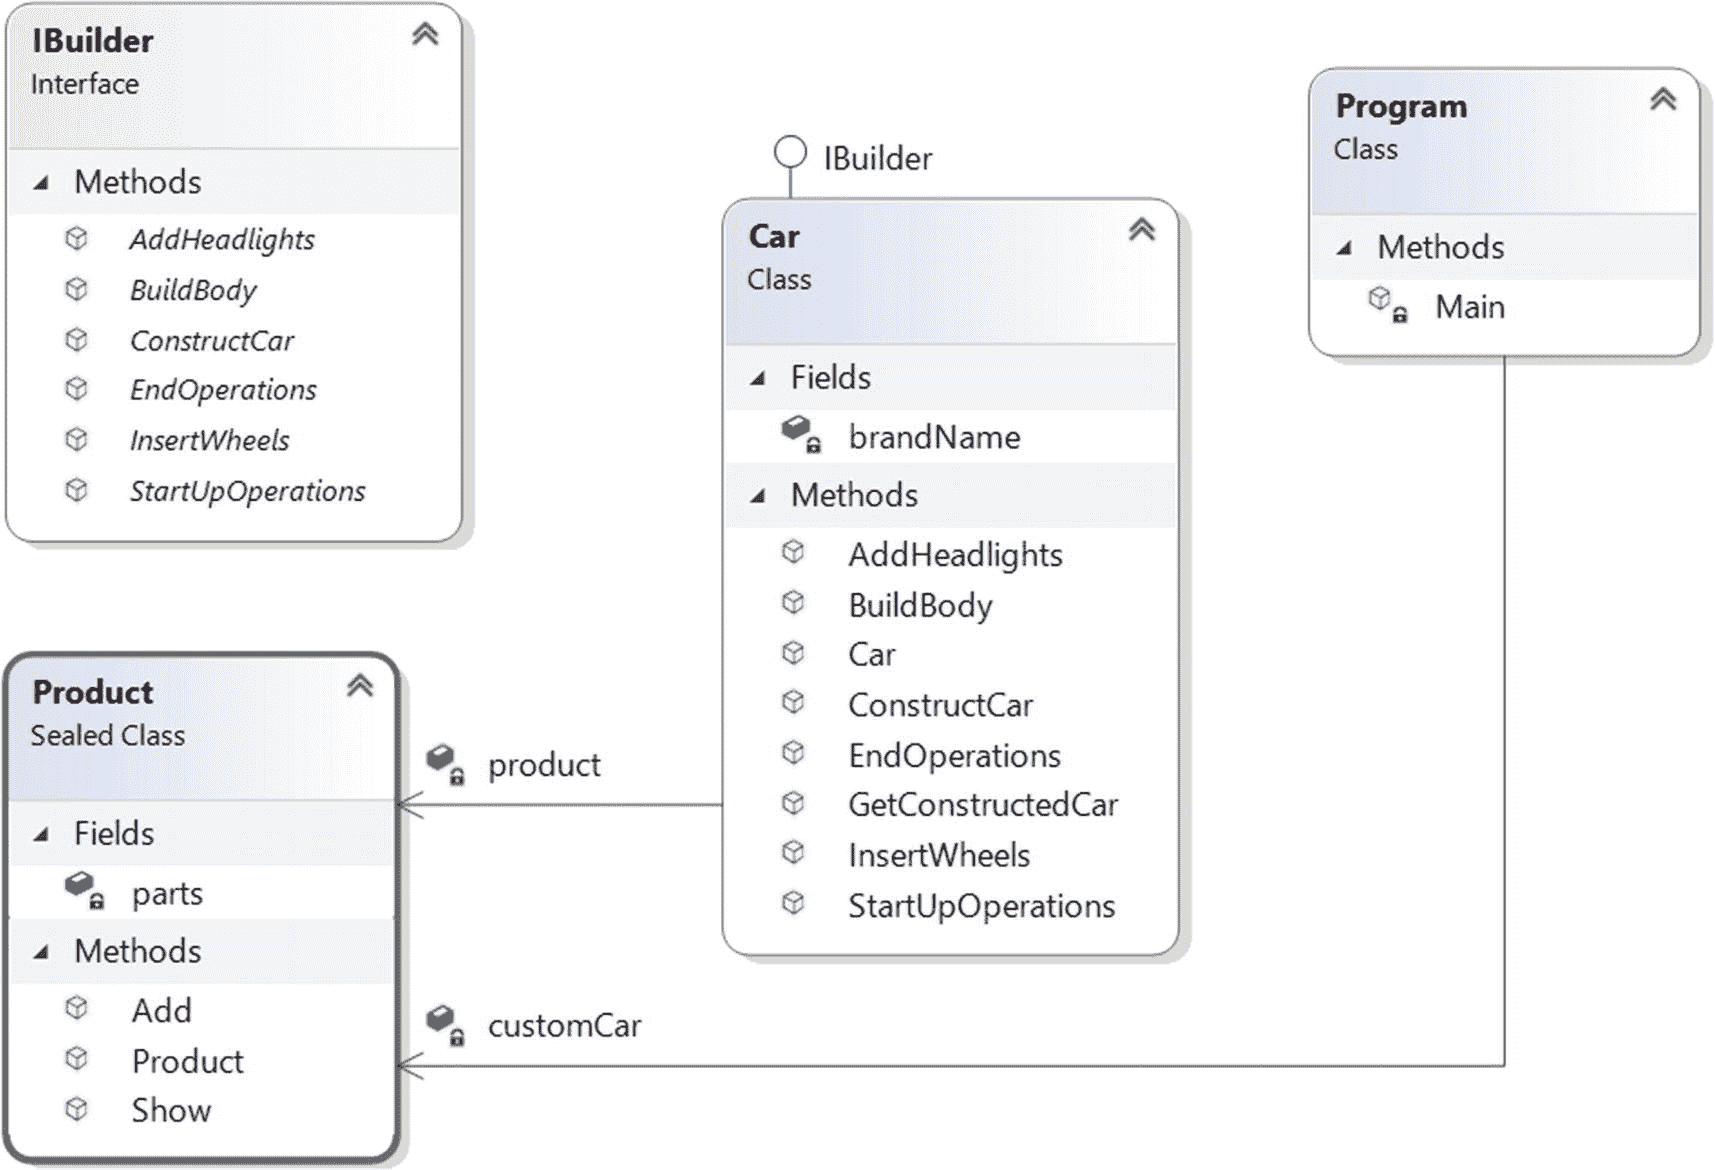 IBuilder
Interface
Methods
AddHeadlights
BuildBody
ConstructCar
EndOperations
InsertWheels
StartUpOperations
IBuilder
Car
Class
Fields
brandName
Methods
AddHeadlights
BuildBody
Car
ConstructCar
EndOperations
GetConstructedCar
InsertWheels
StartUpOperations
Program
Class
Methods
Main
Product
Sealed Class
Fields
parts
Methods
Add
Product
Show
product
customCar